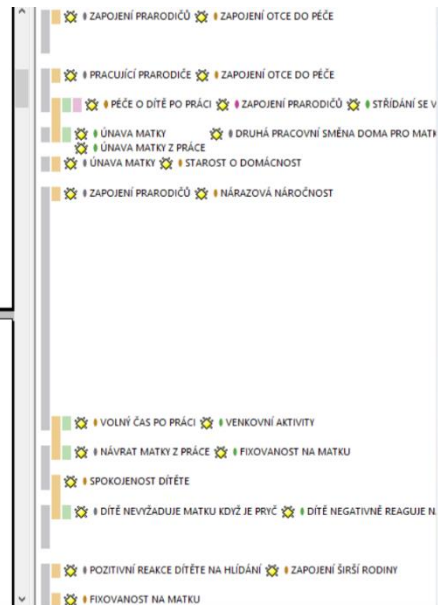 ZAPOJENÍ PRARODIČŮ ZAPOJENÍ OTCE DO PÉČE
PRACUJÍCÍ PRARODIČE ZAPOJENÍ OTCE DO PÉČE
PÉČE O DÍTĚ PO PRÁCI ZAPOJENÍ PRARODIČŮ STŘÍDÁNÍ SE V
ÚNAVA MATKY DRUHÁ PRACOVNÍ SMĚNA DOMA PRO MATK
ÚNAVA MATKY Z PRÁCE
ÚNAVA MATKY STAROST O DOMÁCNOST
ZAPOJENÍ PRARODIČŮ NÁRAZOVÁ NÁROČNOST
VOLNÝ ČAS PO PRÁCI VENKOVNÍ AKTIVITY
NÁVRAT MATKY Z PRÁCE FIXOVANOST NA MATKU
SPOKOJENOST DÍTĚTE
DÍTĚ NEVYŽADUJE MATKU KDYŽ JE PRYČ DÍTĚ NEGATIVNĚ REAGUJE N
POZITIVNÍ REAKCE DÍTĚTE NA HLÍDÁNÍ ZAPOJENÍ ŠIRŠÍ RODINY
FIXOVANOST NA MATKU